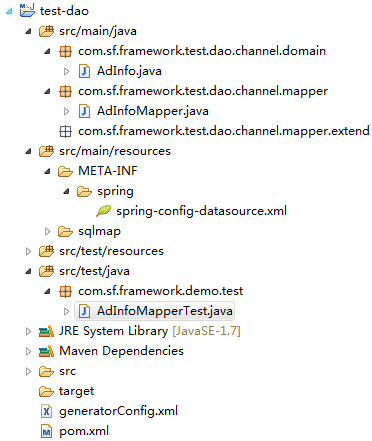 test-dao
src/main/java
com.sf.framework.test.dao.channel.domain
AdInfo.java
com.sf.framework.test.dao.channel.mapper
AdInfoMapper.java
com.sf.framework.test.dao.channel.mapper.extend
src/main/resources
META-INF
spring
spring-config-datasource.xml
sqlmap
src/test/resources
src/test/java
com.sf.framework.demo.test
AdInfoMapperTest.java
JRE System Library [JavaSE-1.7]
Maven Dependencies
src
target
generatorConfig.xml
pom.xml